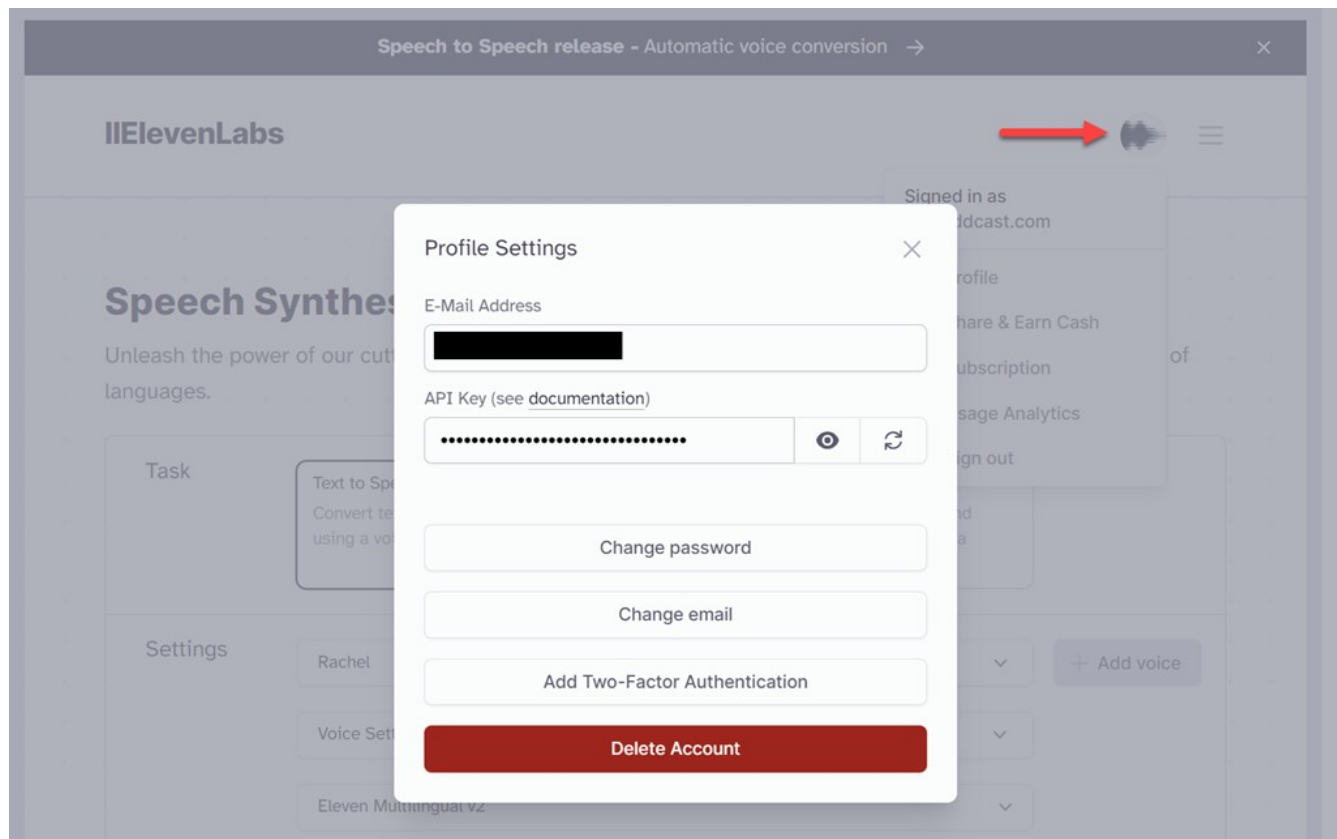 Speech to Speech release - Automatic voice conversion →
IIElevenLabs
Signed in as
ddcast.com
Profile Settings
rofile
Speech Synthes
E-Mail Address
hare & Earn Cash
Unleash the power of our cut
of
ubscription
languages.
API Key (see documentation)
sage Analytics
••••••••••••••••••••••••••••••••
ign out
Task
Text to Spe
Convert te
nd
using a vo
a
Change password
Change email
Settings
Rachel
+ Add voice
Add Two-Factor Authentication
Voice Sett
Delete Account
Eleven Multilingual v2